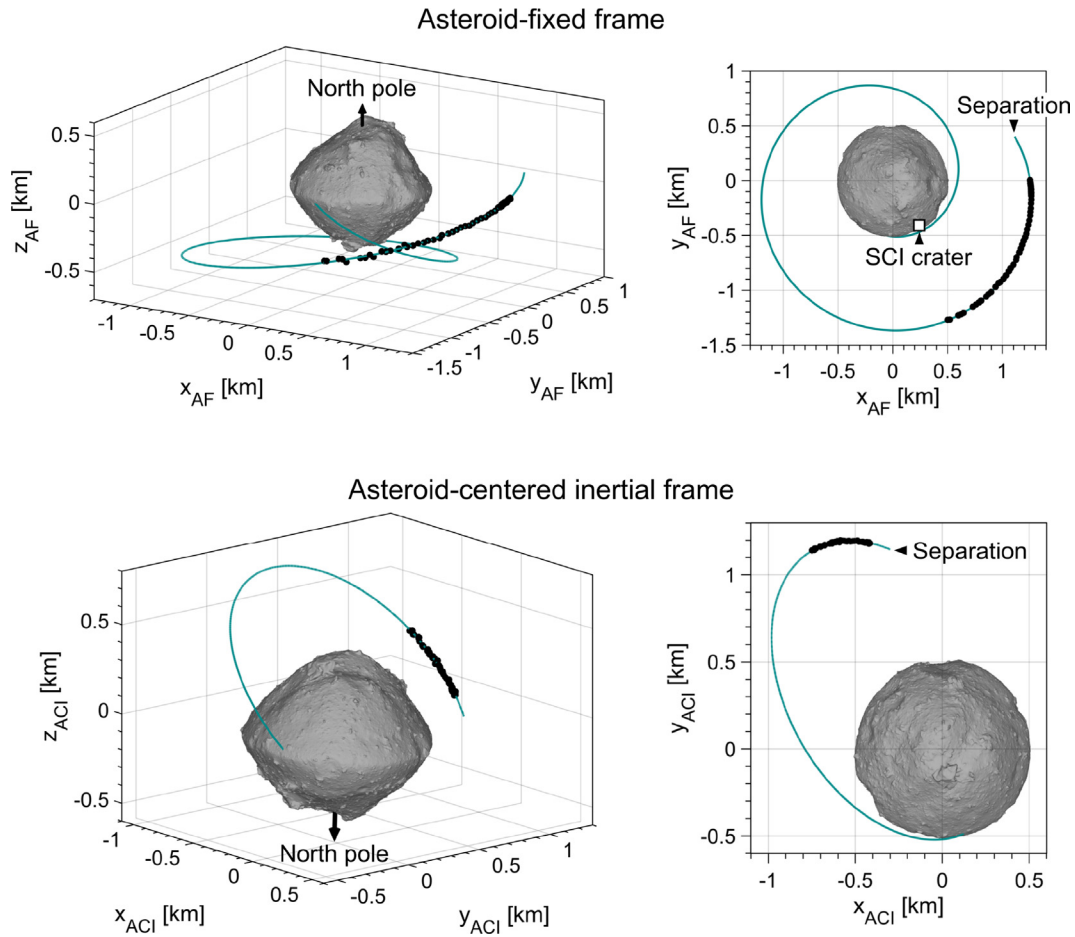 Asteroid-fixed frame
North pole
0.5
0
-0.5
z_AF [km]
-1
-0.5
0
0.5
1
x_AF [km]
-1.5
-1
-0.5
0
0.5
1
y_AF [km]
1
0.5
0
-0.5
-1
-1.5
y_AF [km]
Separation
SCI crater
-1
-0.5
0
0.5
1
x_AF [km]
Asteroid-centered inertial frame
0.5
0
-0.5
z_ACI [km]
North pole
-1
-0.5
0
0.5
x_ACI [km]
-0.5
0
0.5
1
y_ACI [km]
1
0.5
0
-0.5
y_ACI [km]
Separation
-1
-0.5
0
0.5
x_ACI [km]